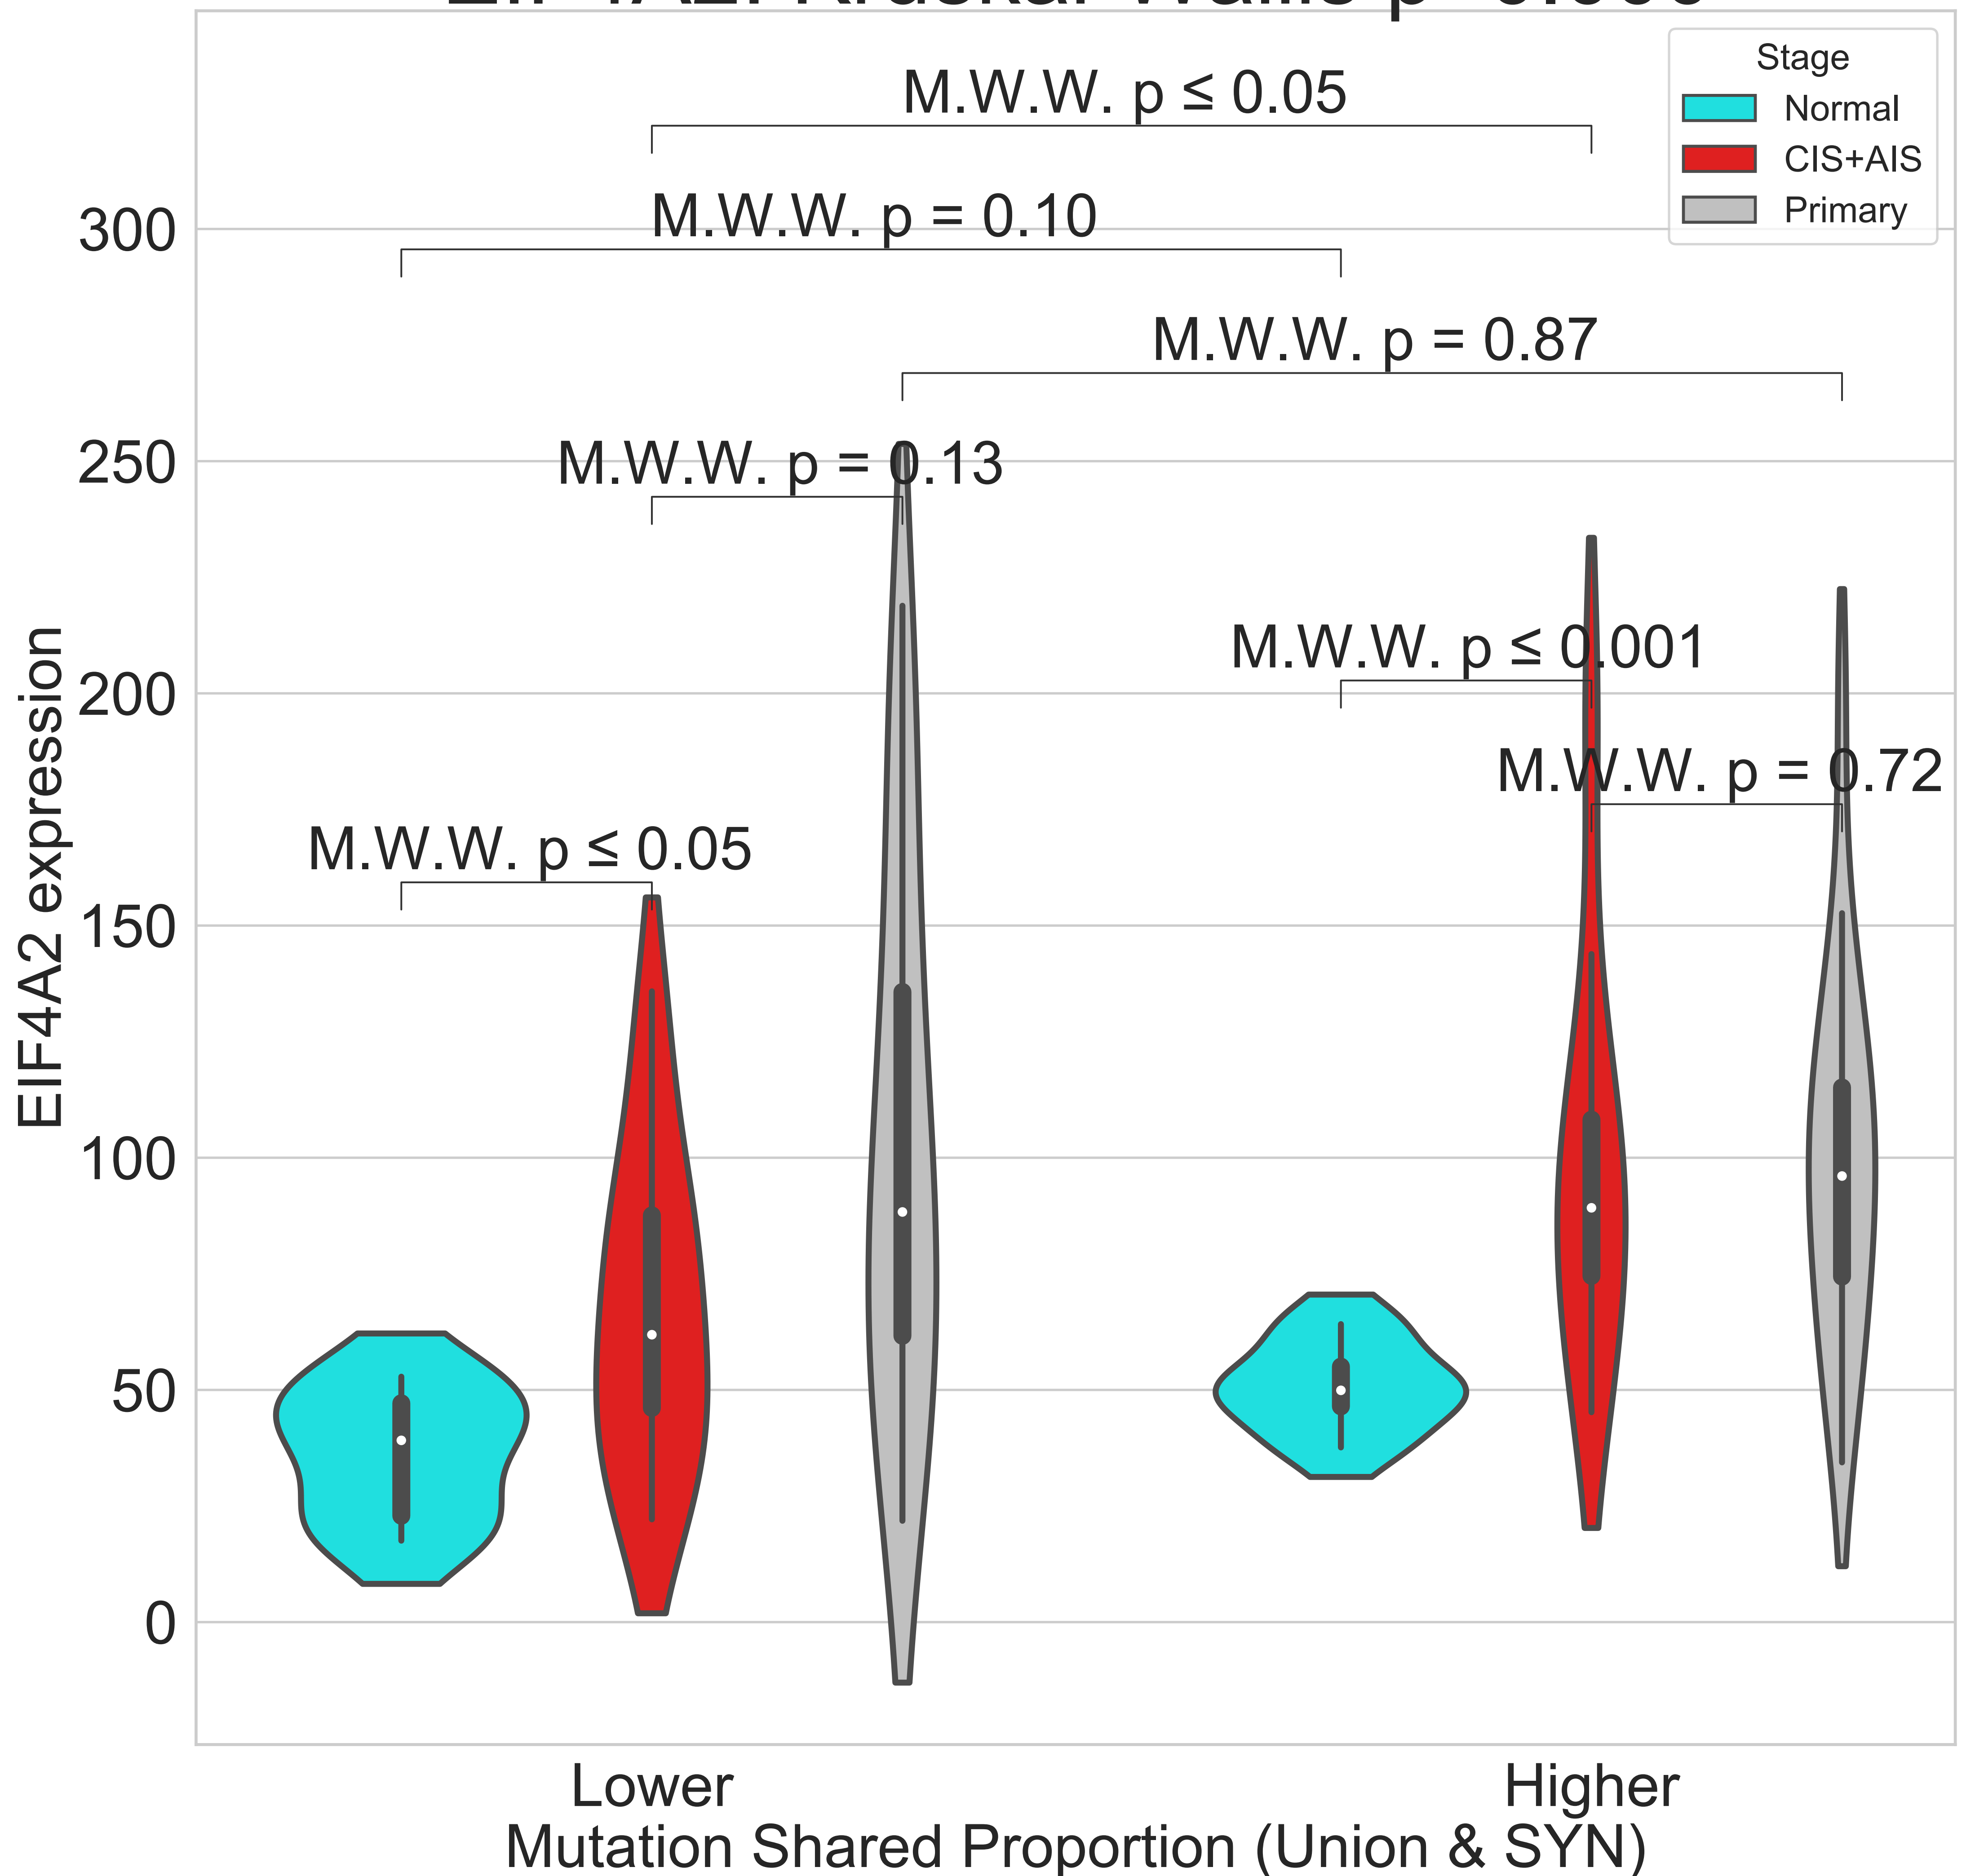 Stage
Normal
CIS+AIS
Primary
M.W.W. p ≤ 0.05
M.W.W. p = 0.10
M.W.W. p = 0.87
M.W.W. p = 0.13
M.W.W. p ≤ 0.001
M.W.W. p = 0.72
M.W.W. p ≤ 0.05
EIF4A2 expression
300
250
200
150
100
50
0
Lower
Higher
Mutation Shared Proportion (Union & SYN)